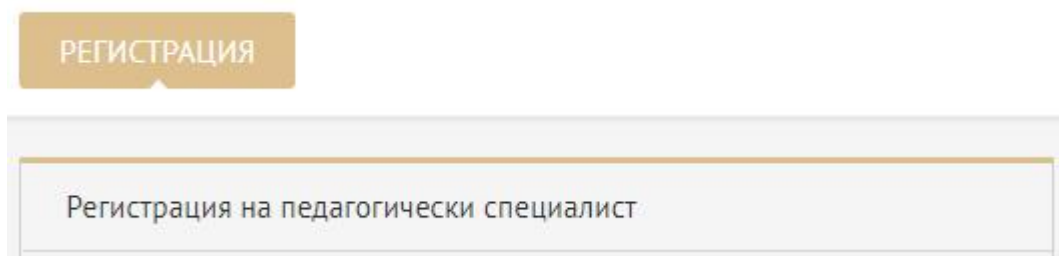 РЕГИСТРАЦИЯ
Регистрация на педагогически специалист